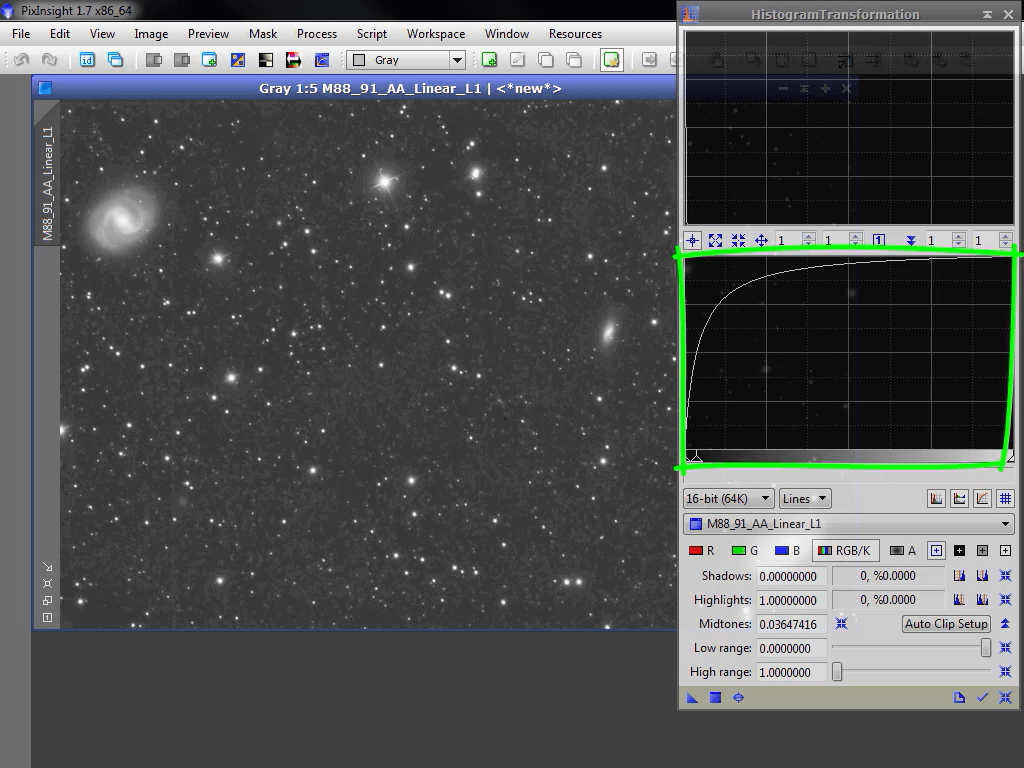 PixInsight 1.7 x86_64
HistogramTransformation
File Edit View Image Preview Mask Process Script Workspace Window Resources
id Gray
Gray 1:5 M88_91_AA_Linear_L1 | <*new*>
M88_91_AA_Linear_L1
1 1 1 1 1
16-bit (64K) Lines
M88_91_AA_Linear_L1
R G B RGB/K A
Shadows: 0.00000000 0, %0.0000
Highlights: 1.00000000 0, %0.0000
Midtones: 0.03647416 Auto Clip Setup
Low range: 0.0000000
High range: 1.0000000